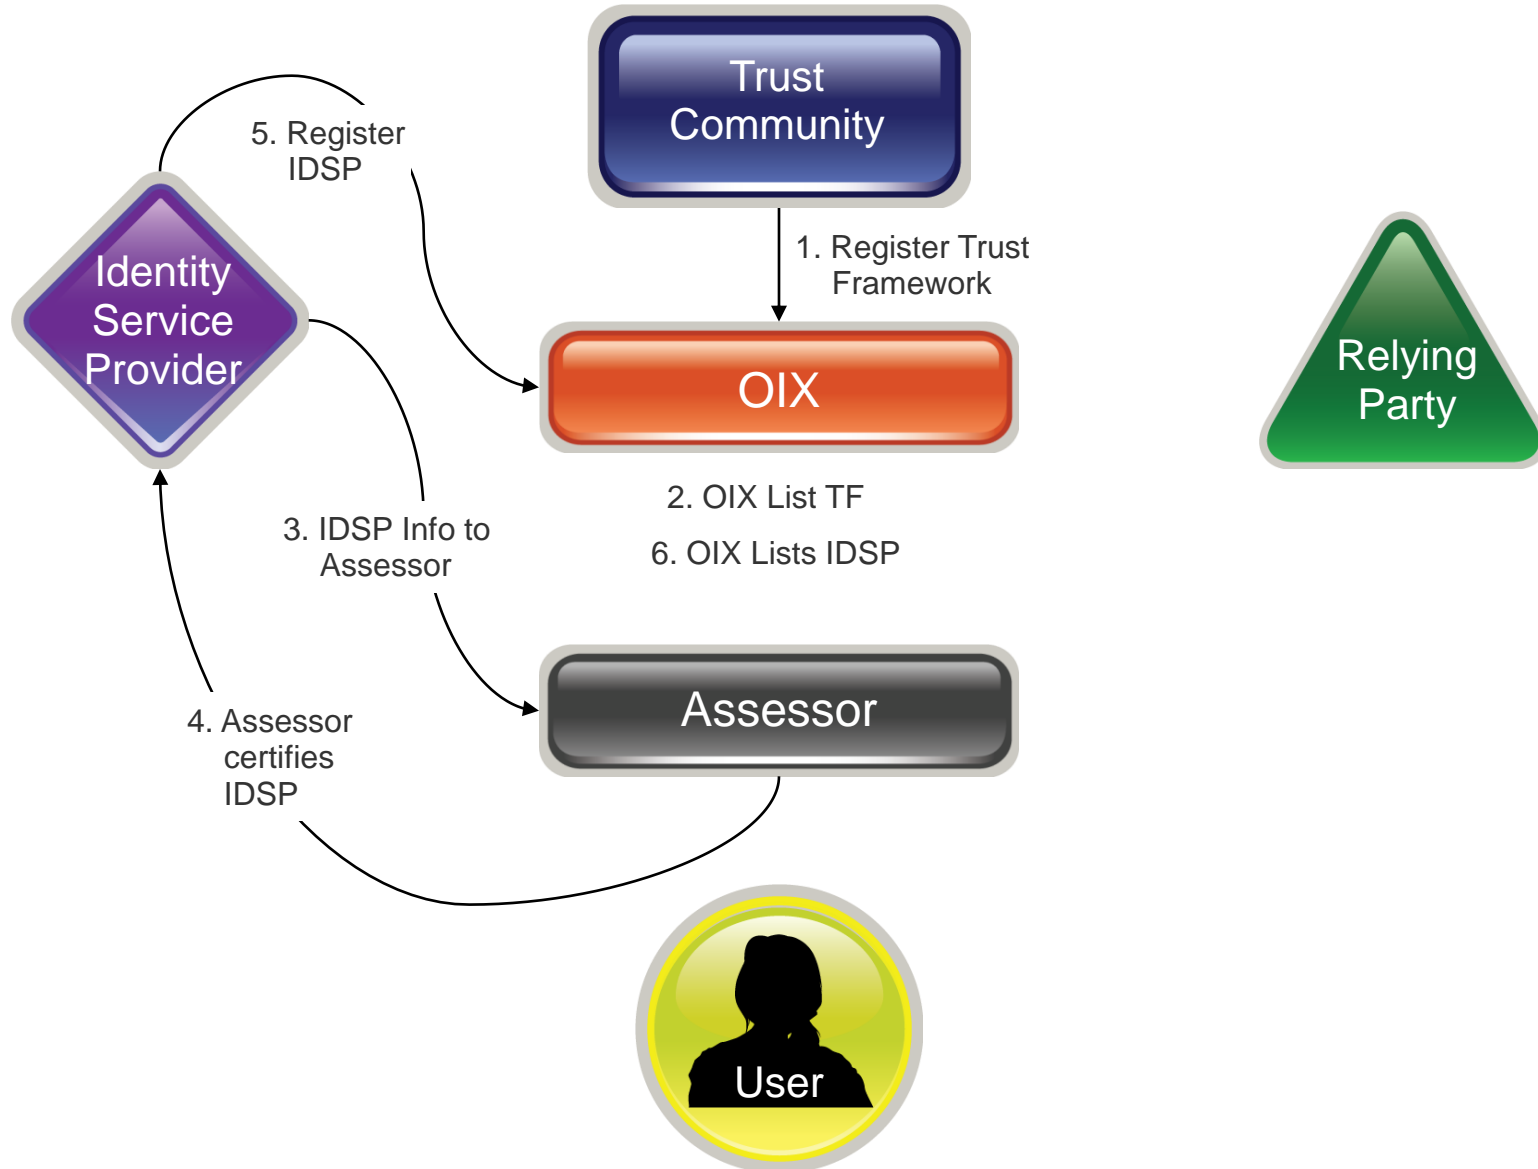 Trust
Community
5. Register
IDSP
1. Register Trust
Framework
Identity
Service
Provider
OIX
Relying
Party
2. OIX List TF
3. IDSP Info to
Assessor
6. OIX Lists IDSP
Assessor
4. Assessor
certifies
IDSP
User